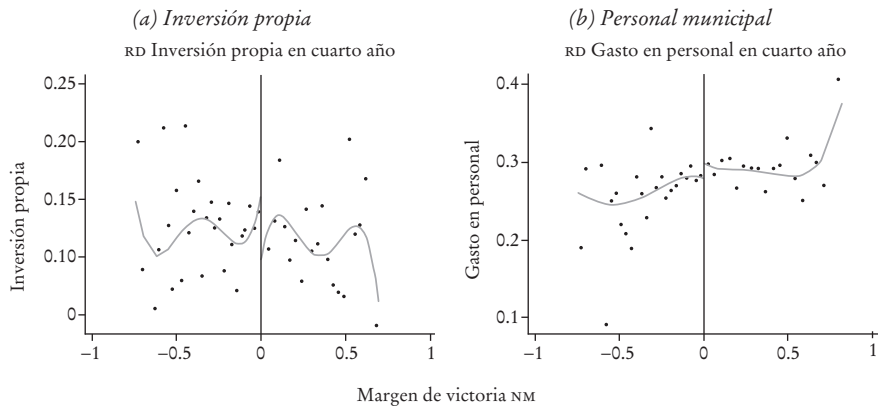 (a) Inversión propia
RD Inversión propia en cuarto año
Inversión propia
0.25
0.20
0.15
0.10
0
−1
−0.5
0
0.5
1
(b) Personal municipal
RD Gasto en personal en cuarto año
Gasto en personal
0.4
0.3
0.2
0.1
−1
−0.5
0
0.5
1
Margen de victoria NM